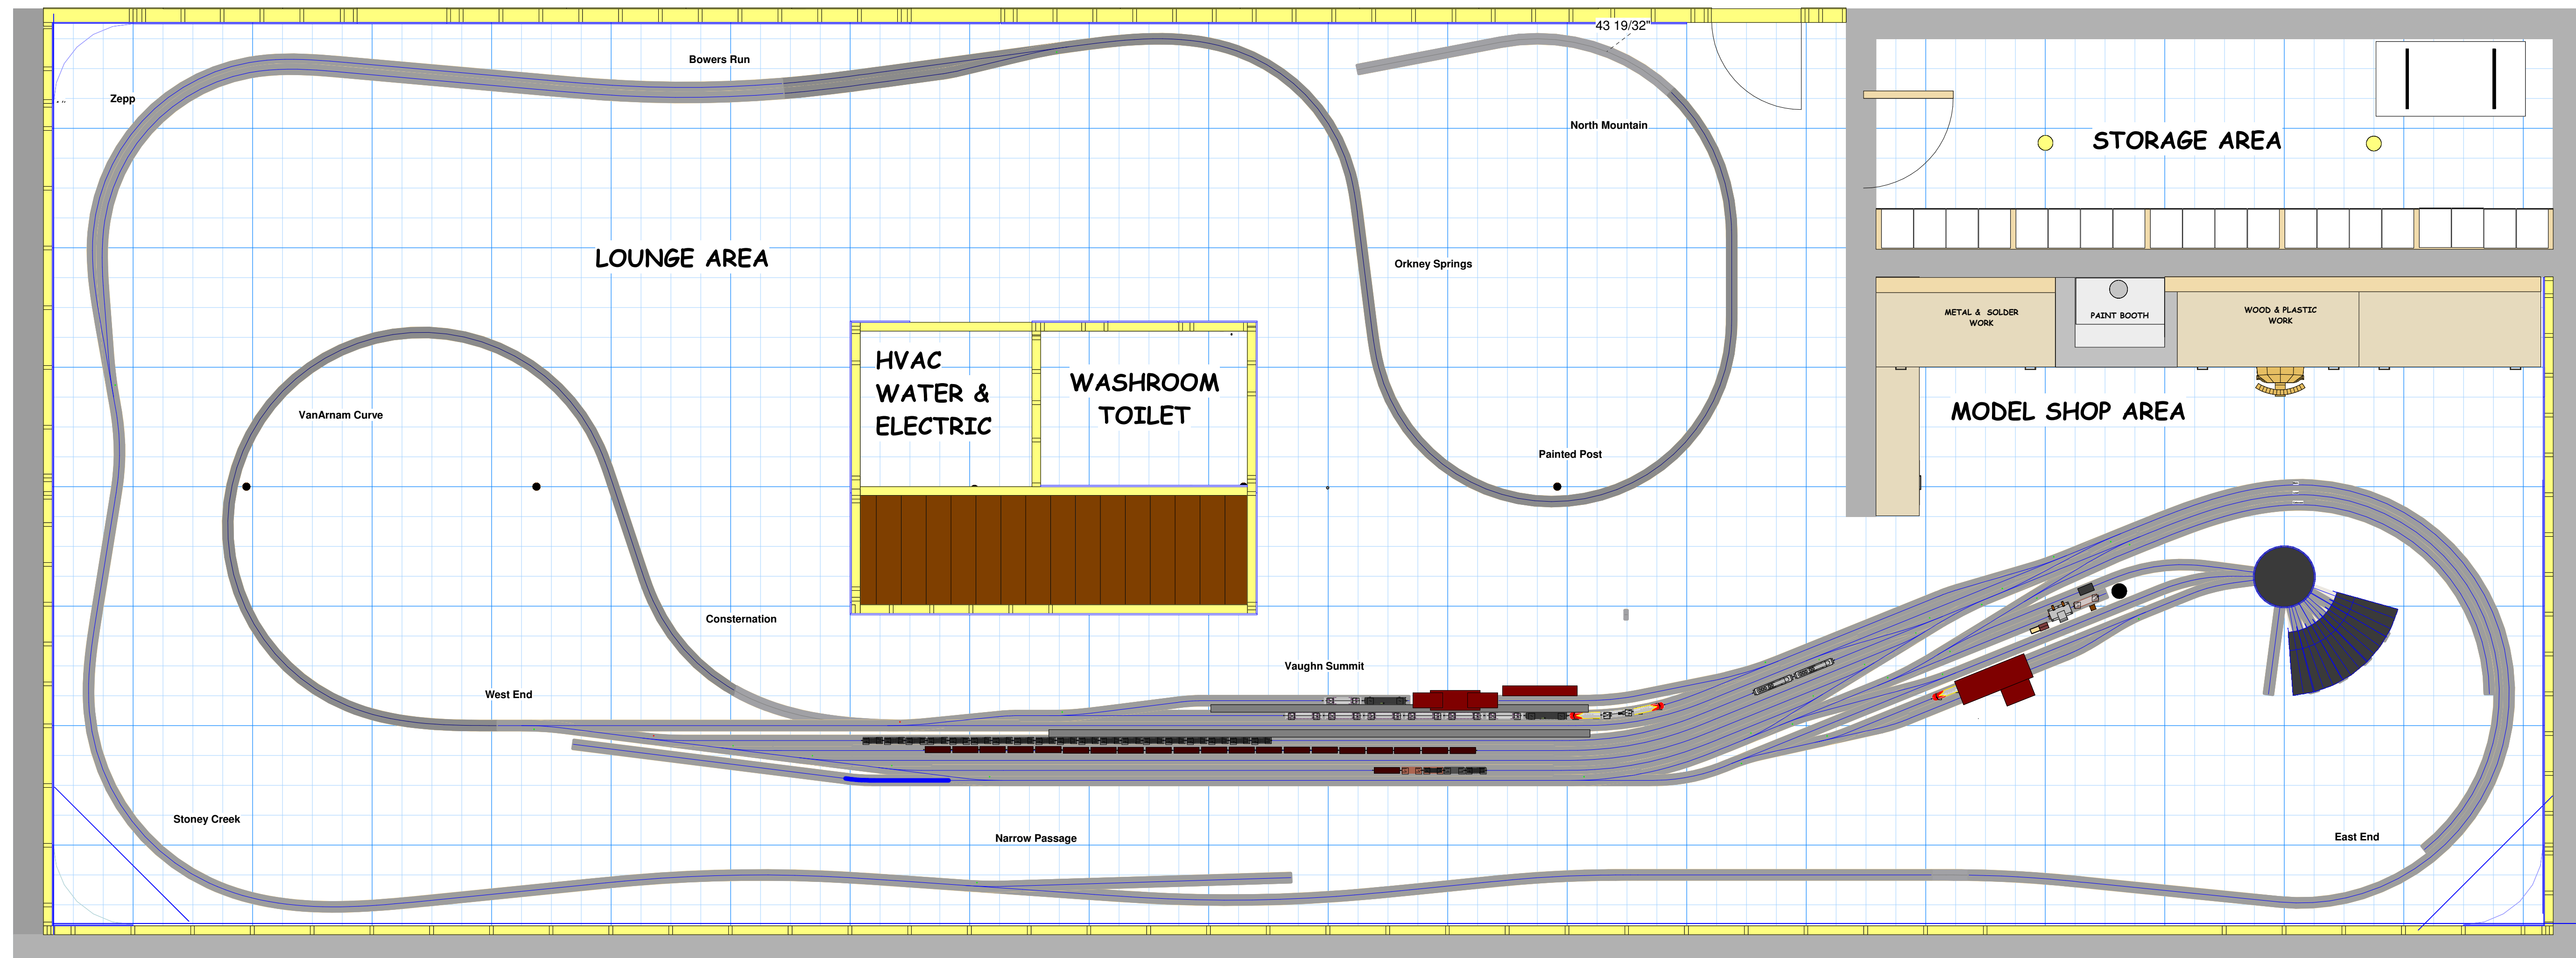 43 19/32"
Bowers Run
Zepp
North Mountain
STORAGE AREA
LOUNGE AREA
Orkney Springs
METAL & SOLDER
WORK
PAINT BOOTH
WOOD & PLASTIC
WORK
HVAC
WATER &
ELECTRIC
WASHROOM
TOILET
VanArnam Curve
MODEL SHOP AREA
Painted Post
Consternation
Vaughn Summit
West End
Stoney Creek
Narrow Passage
East End